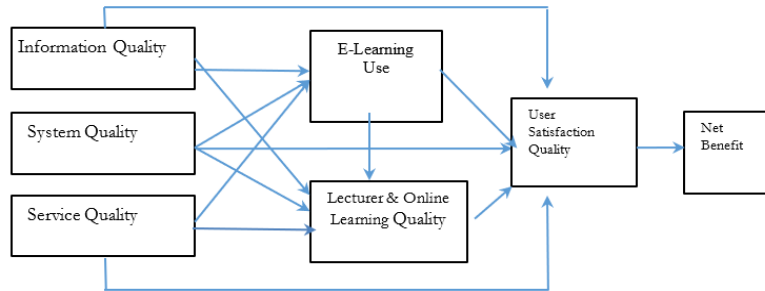 Information Quality
System Quality
Service Quality
E-Learning
Use
Lecturer & Online
Learning Quality
User
Satisfaction
Quality
Net
Benefit